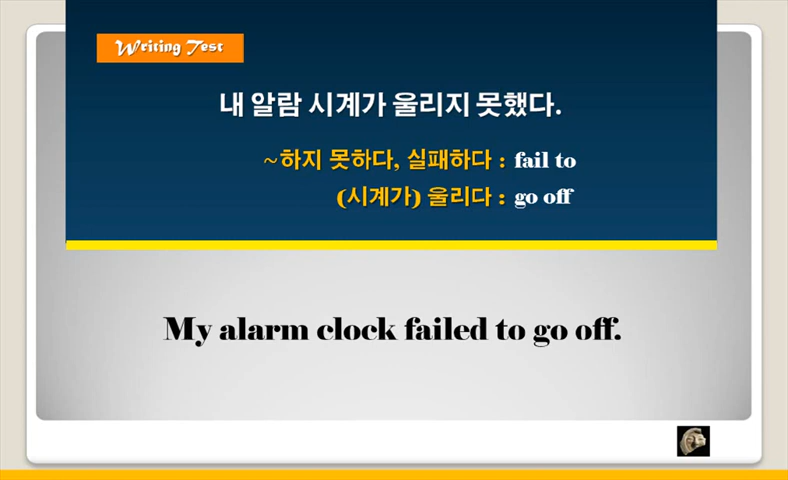 Writing Test
내 알람 시계가 울리지 못했다.
~하지 못하다, 실패하다 : fail to
(시계가) 울리다 : go off
My alarm clock failed to go off.